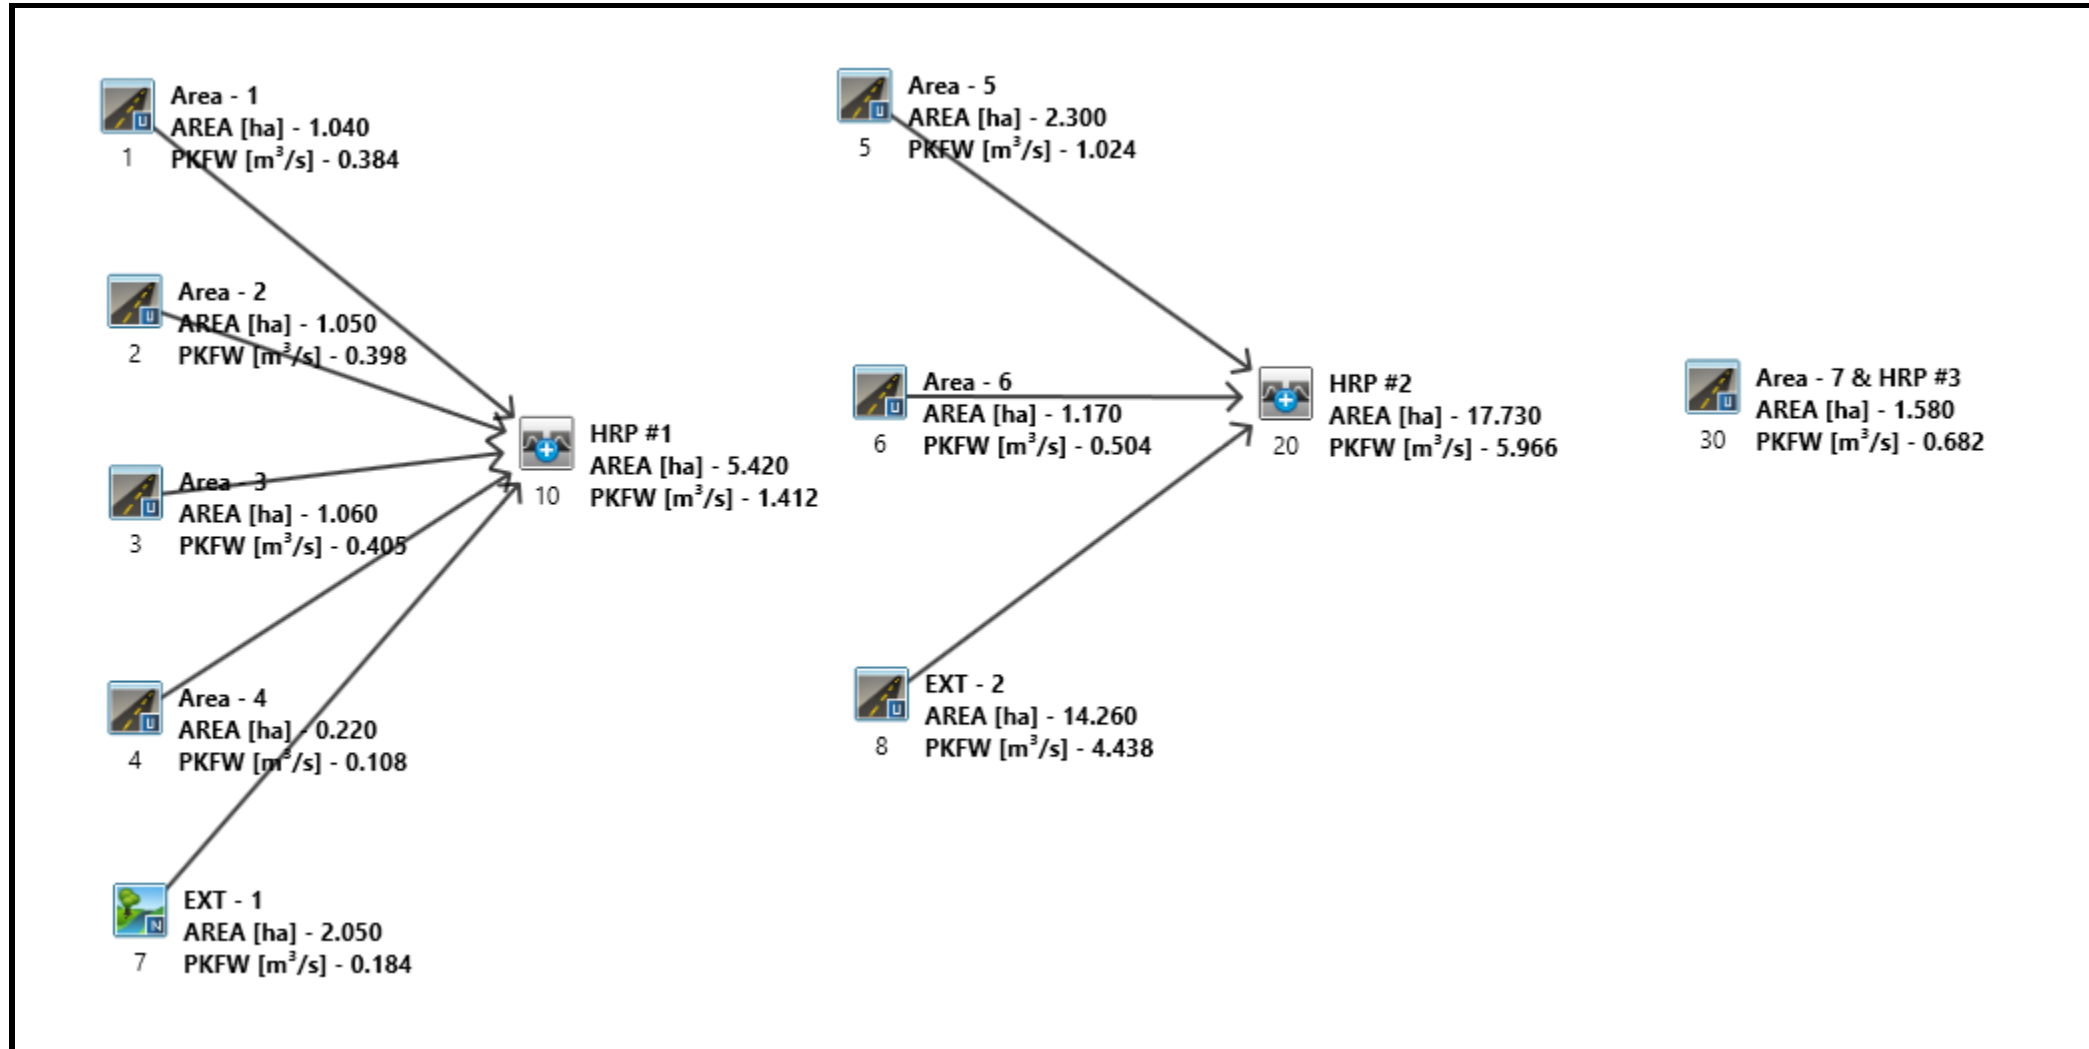 Area - 1
AREA [ha] - 1.040
PKFW [m³/s] - 0.384
1
Area - 2
AREA [ha] - 1.050
PKFW [m³/s] - 0.398
2
Area - 3
AREA [ha] - 1.060
PKFW [m³/s] - 0.405
3
Area - 4
AREA [ha] - 0.220
PKFW [m³/s] - 0.108
4
EXT - 1
AREA [ha] - 2.050
PKFW [m³/s] - 0.184
7
HRP #1
AREA [ha] - 5.420
PKFW [m³/s] - 1.412
10
Area - 5
AREA [ha] - 2.300
PKFW [m³/s] - 1.024
5
Area - 6
AREA [ha] - 1.170
PKFW [m³/s] - 0.504
6
EXT - 2
AREA [ha] - 14.260
PKFW [m³/s] - 4.438
8
HRP #2
AREA [ha] - 17.730
PKFW [m³/s] - 5.966
20
Area - 7 & HRP #3
AREA [ha] - 1.580
PKFW [m³/s] - 0.682
30